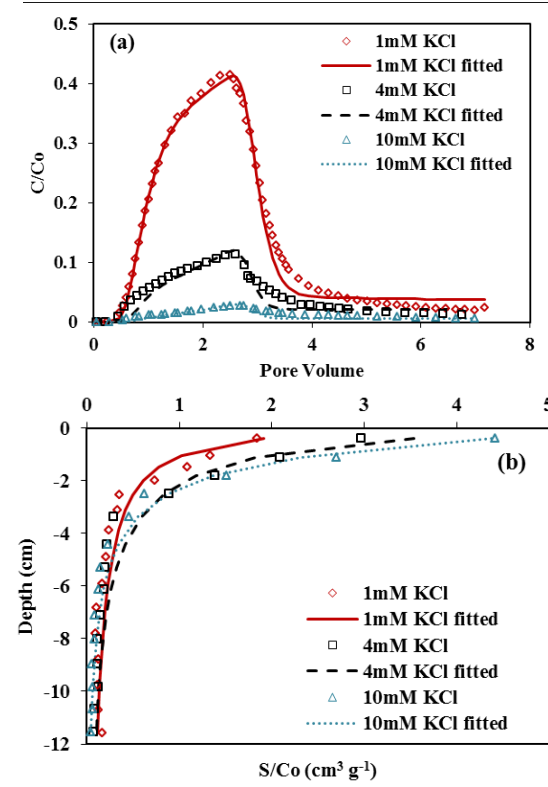 0.5
0.4
0.3
0.2
0.1
0
C/Co
(a)
1mM KCl
1mM KCl fitted
4mM KCl
4mM KCl fitted
10mM KCl
10mM KCl fitted
0 2 4 6 8
Pore Volume
0 1 2 3 4 5
0
-2
-4
-6
-8
-10
-12
Depth (cm)
(b)
1mM KCl
1mM KCl fitted
4mM KCl
4mM KCl fitted
10mM KCl
10mM KCl fitted
S/Co (cm³ g⁻¹)